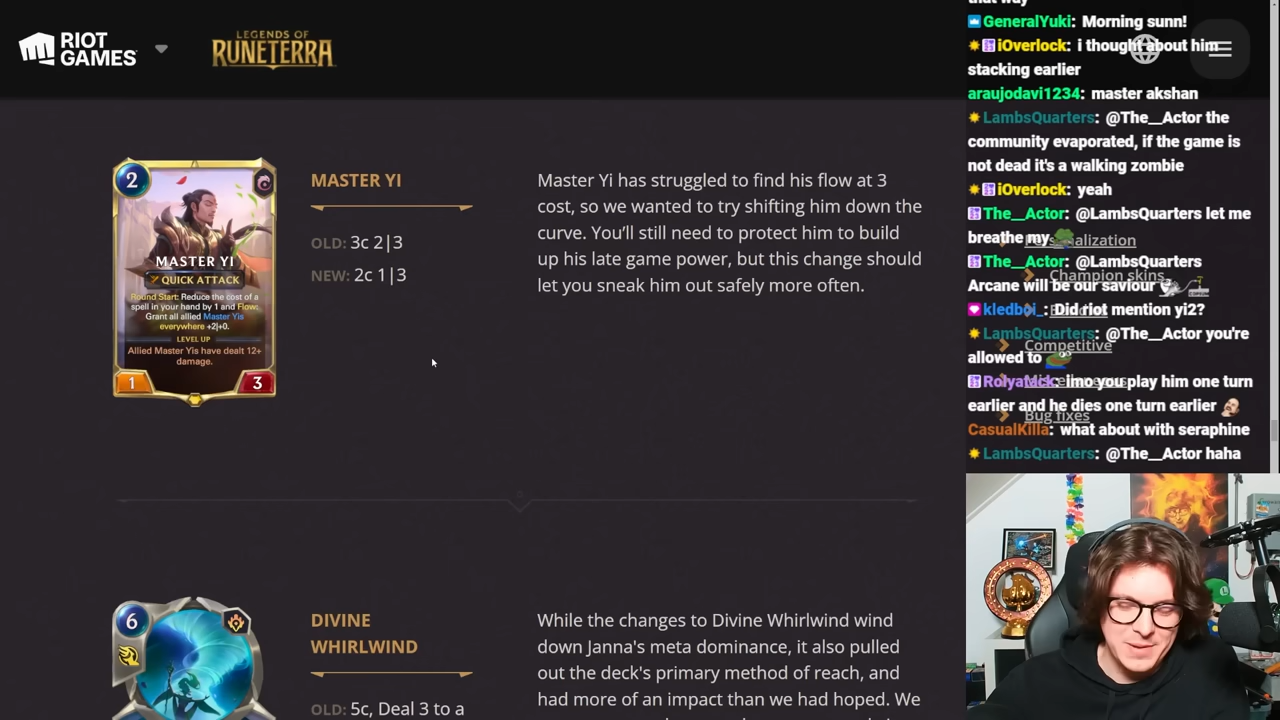 RIOT
GAMES
LEGENDS OF
RUNETERRA
2
MASTER YI
QUICK ATTACK
Round Start: Reduce the cost of a
spell in your hand by 1 and Flow:
Grant all allied Master Yis
everywhere +2|+0.
LEVEL UP
Allied Master Yis have dealt 12+
damage.
1
3
MASTER YI
OLD: 3c 2|3
NEW: 2c 1|3
Master Yi has struggled to find his flow at 3
cost, so we wanted to try shifting him down the
curve. You'll still need to protect him to build
up his late game power, but this change should
let you sneak him out safely more often.
6
DIVINE
WHIRLWIND
OLD: 5c, Deal 3 to a
While the changes to Divine Whirlwind wind
down Janna's meta dominance, it also pulled
out the deck's primary method of reach, and
had more of an impact than we had hoped. We
that way
GeneralYuki: Morning sunn!
iOverlock: i thought about him
stacking earlier
araujodavi1234: master akshan
LambsQuarters: @The__Actor the
community evaporated, if the game is
not dead it's a walking zombie
iOverlock: yeah
The__Actor: @LambsQuarters let me
breathe my
The__Actor: @LambsQuarters
Arcane will be our saviour
kledboi_: Did riot mention yi2?
LambsQuarters: @The__Actor you're
allowed to
Rolyatack: lmo you play him one turn
earlier and he dies one turn earlier
CasualKilla: what about with seraphine
LambsQuarters: @The__Actor haha
Personalization
Champion skins
Competitive
Bug fixes